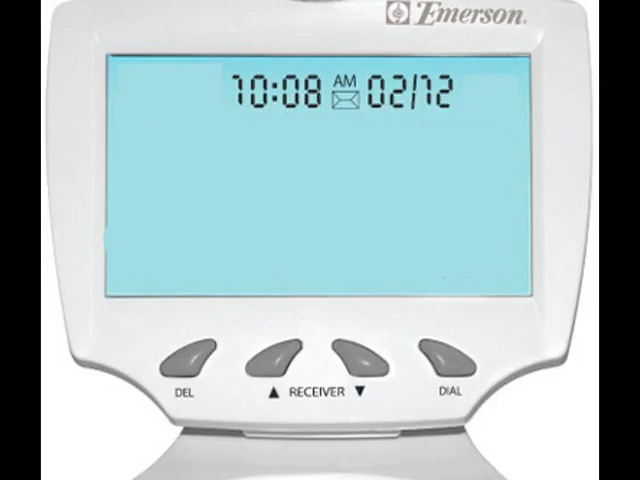 Emerson.
10:08 AM 02/12
DEL ▲ RECEIVER ▼ DIAL